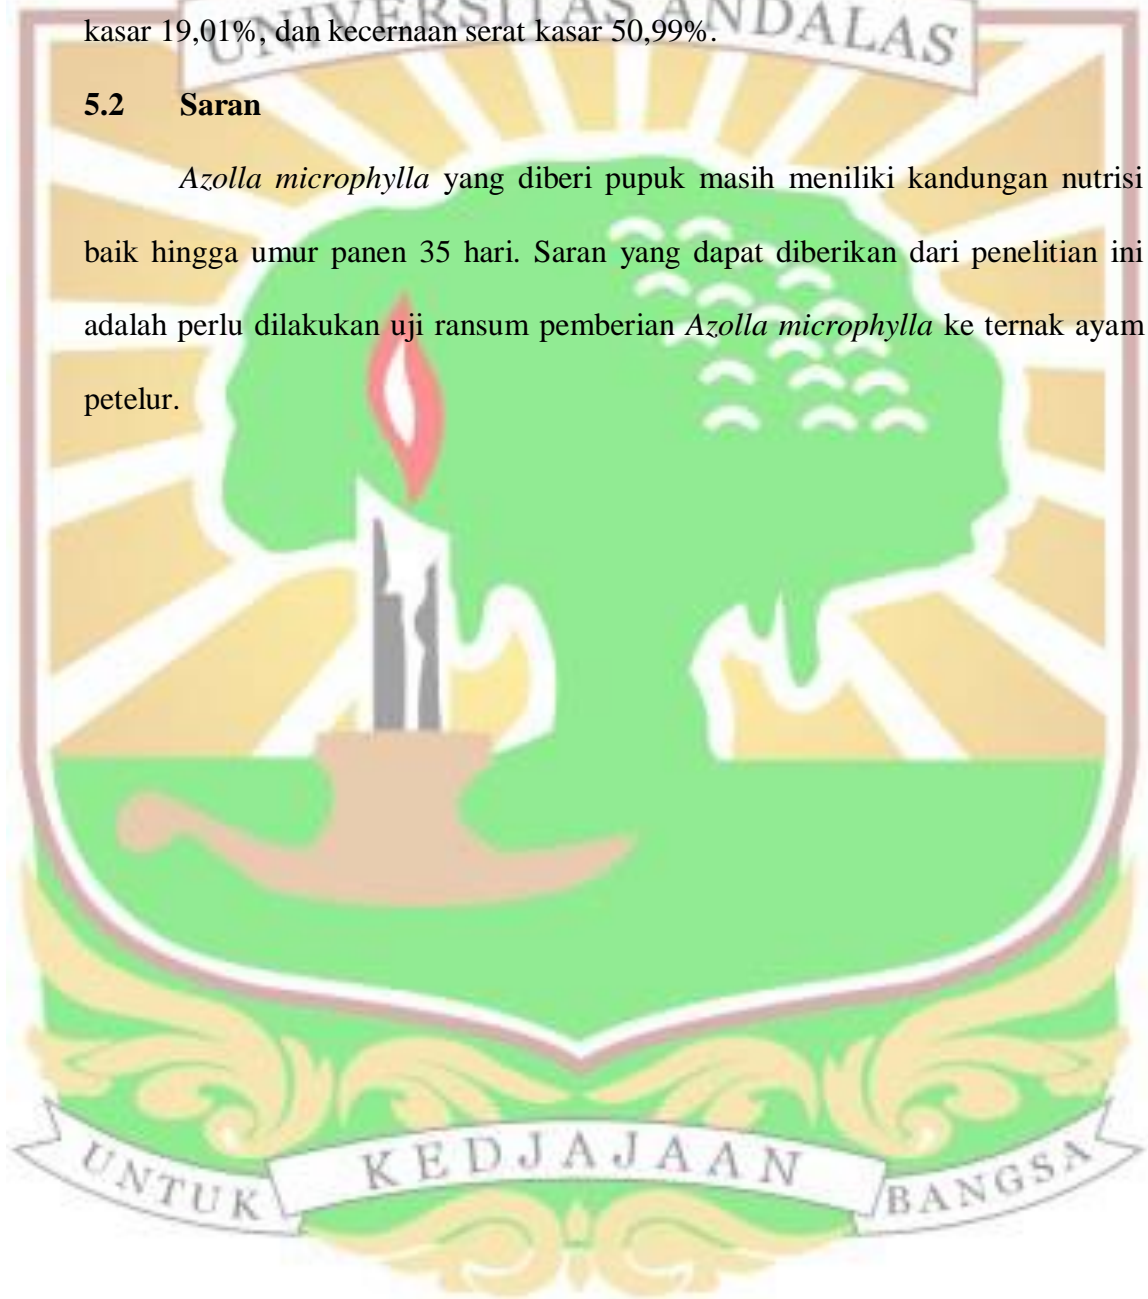 UNIVERSITAS ANDALAS
kasar 19,01%, dan kecernaan serat kasar 50,99%.
5.2 Saran
Azolla microphylla yang diberi pupuk masih meniliki kandungan nutrisi
baik hingga umur panen 35 hari. Saran yang dapat diberikan dari penelitian ini
adalah perlu dilakukan uji ransum pemberian Azolla microphylla ke ternak ayam
petelur.
UNTUK KEDJAJAAN BANGSA